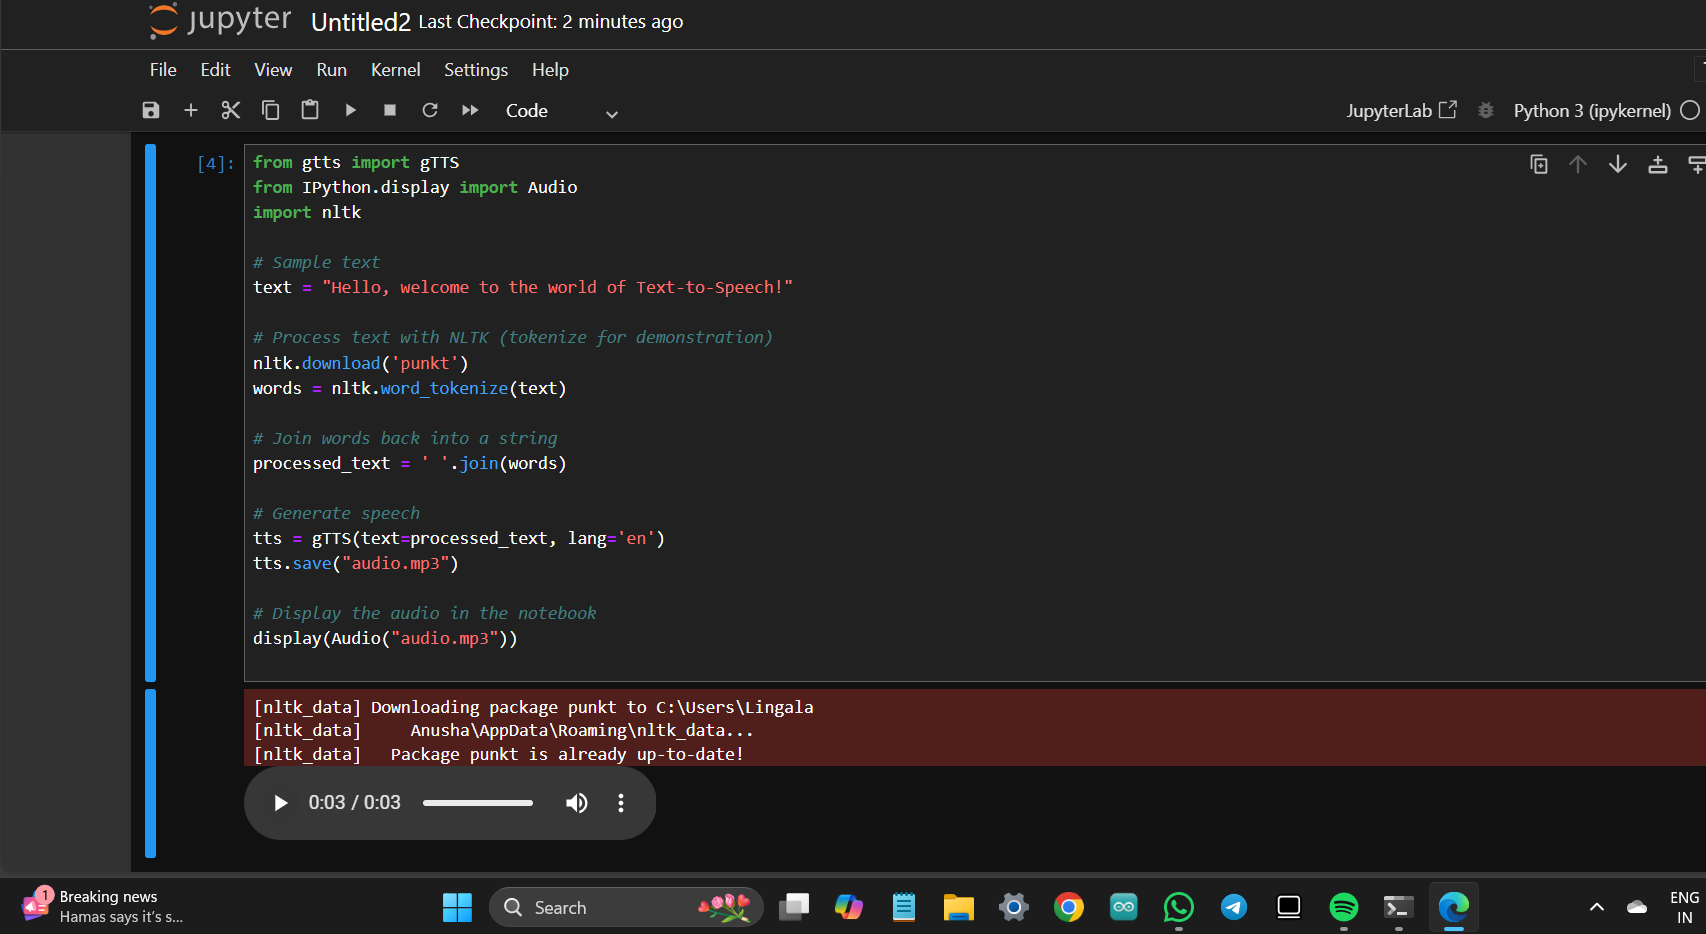 jupyter Untitled2 Last Checkpoint: 2 minutes ago
File Edit View Run Kernel Settings Help
Code JupyterLab Python 3 (ipykernel)
[4]:
from gtts import gTTS
from IPython.display import Audio
import nltk
# Sample text
text = "Hello, welcome to the world of Text-to-Speech!"
# Process text with NLTK (tokenize for demonstration)
nltk.download('punkt')
words = nltk.word_tokenize(text)
# Join words back into a string
processed_text = ' '.join(words)
# Generate speech
tts = gTTS(text=processed_text, lang='en')
tts.save("audio.mp3")
# Display the audio in the notebook
display(Audio("audio.mp3"))
[nltk_data] Downloading package punkt to C:\Users\Lingala
[nltk_data]     Anusha\AppData\Roaming\nltk_data...
[nltk_data]   Package punkt is already up-to-date!
0:03 / 0:03
1
Breaking news
Hamas says it's s...
Search
ENG
IN